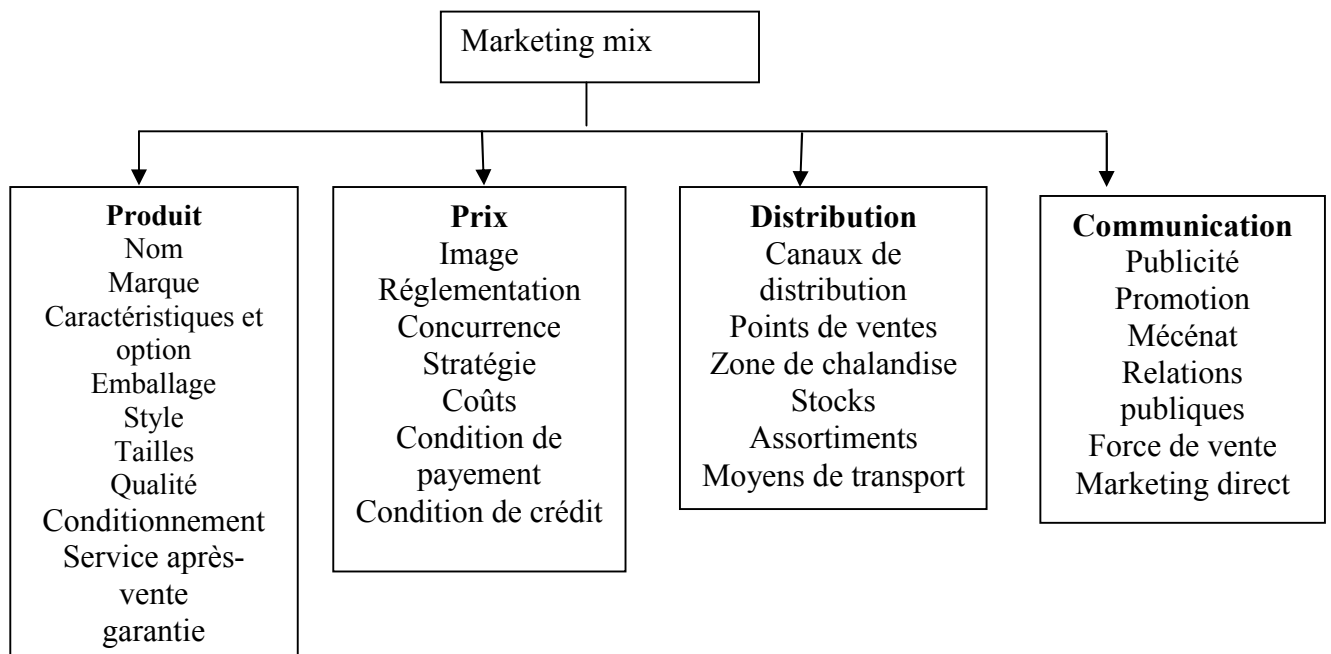 Marketing mix
Produit
Nom
Marque
Caractéristiques et
option
Emballage
Style
Tailles
Qualité
Conditionnement
Service après-
vente
garantie
Prix
Image
Réglementation
Concurrence
Stratégie
Coûts
Condition de
payement
Condition de crédit
Distribution
Canaux de
distribution
Points de ventes
Zone de chalandise
Stocks
Assortiments
Moyens de transport
Communication
Publicité
Promotion
Mécénat
Relations
publiques
Force de vente
Marketing direct